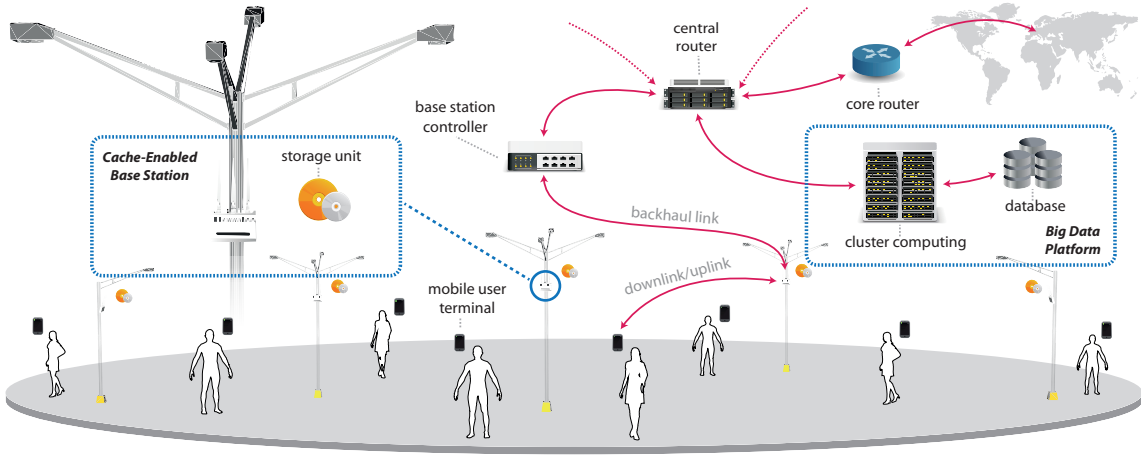 central
router
base station
controller
core router
Cache-Enabled
Base Station
storage unit
backhaul link
cluster computing
database
Big Data
Platform
downlink/uplink
mobile user
terminal